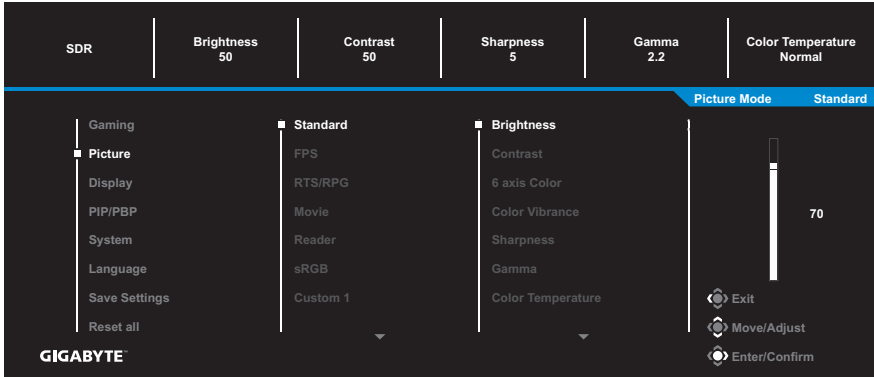 SDR
Brightness
50
Contrast
50
Sharpness
5
Gamma
2.2
Color Temperature
Normal
Picture Mode Standard
Gaming
Picture
Display
PIP/PBP
System
Language
Save Settings
Reset all
Standard
FPS
RTS/RPG
Movie
Reader
sRGB
Custom 1
Brightness
Contrast
6 axis Color
Color Vibrance
Sharpness
Gamma
Color Temperature
70
Exit
Move/Adjust
Enter/Confirm
GIGABYTE™